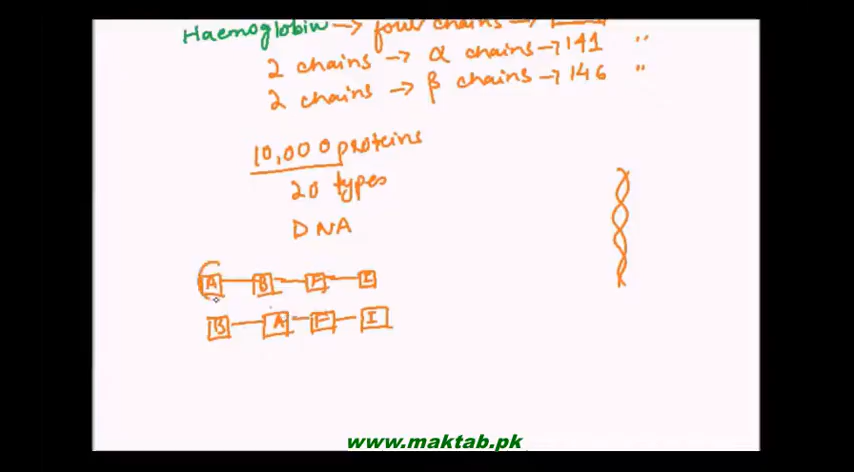 Haemoglobin → four chains →
2 chains → α chains → 141 "
2 chains → β chains → 146 "
10,000 proteins
20 types
DNA
A B F I
B A F I
www.maktab.pk